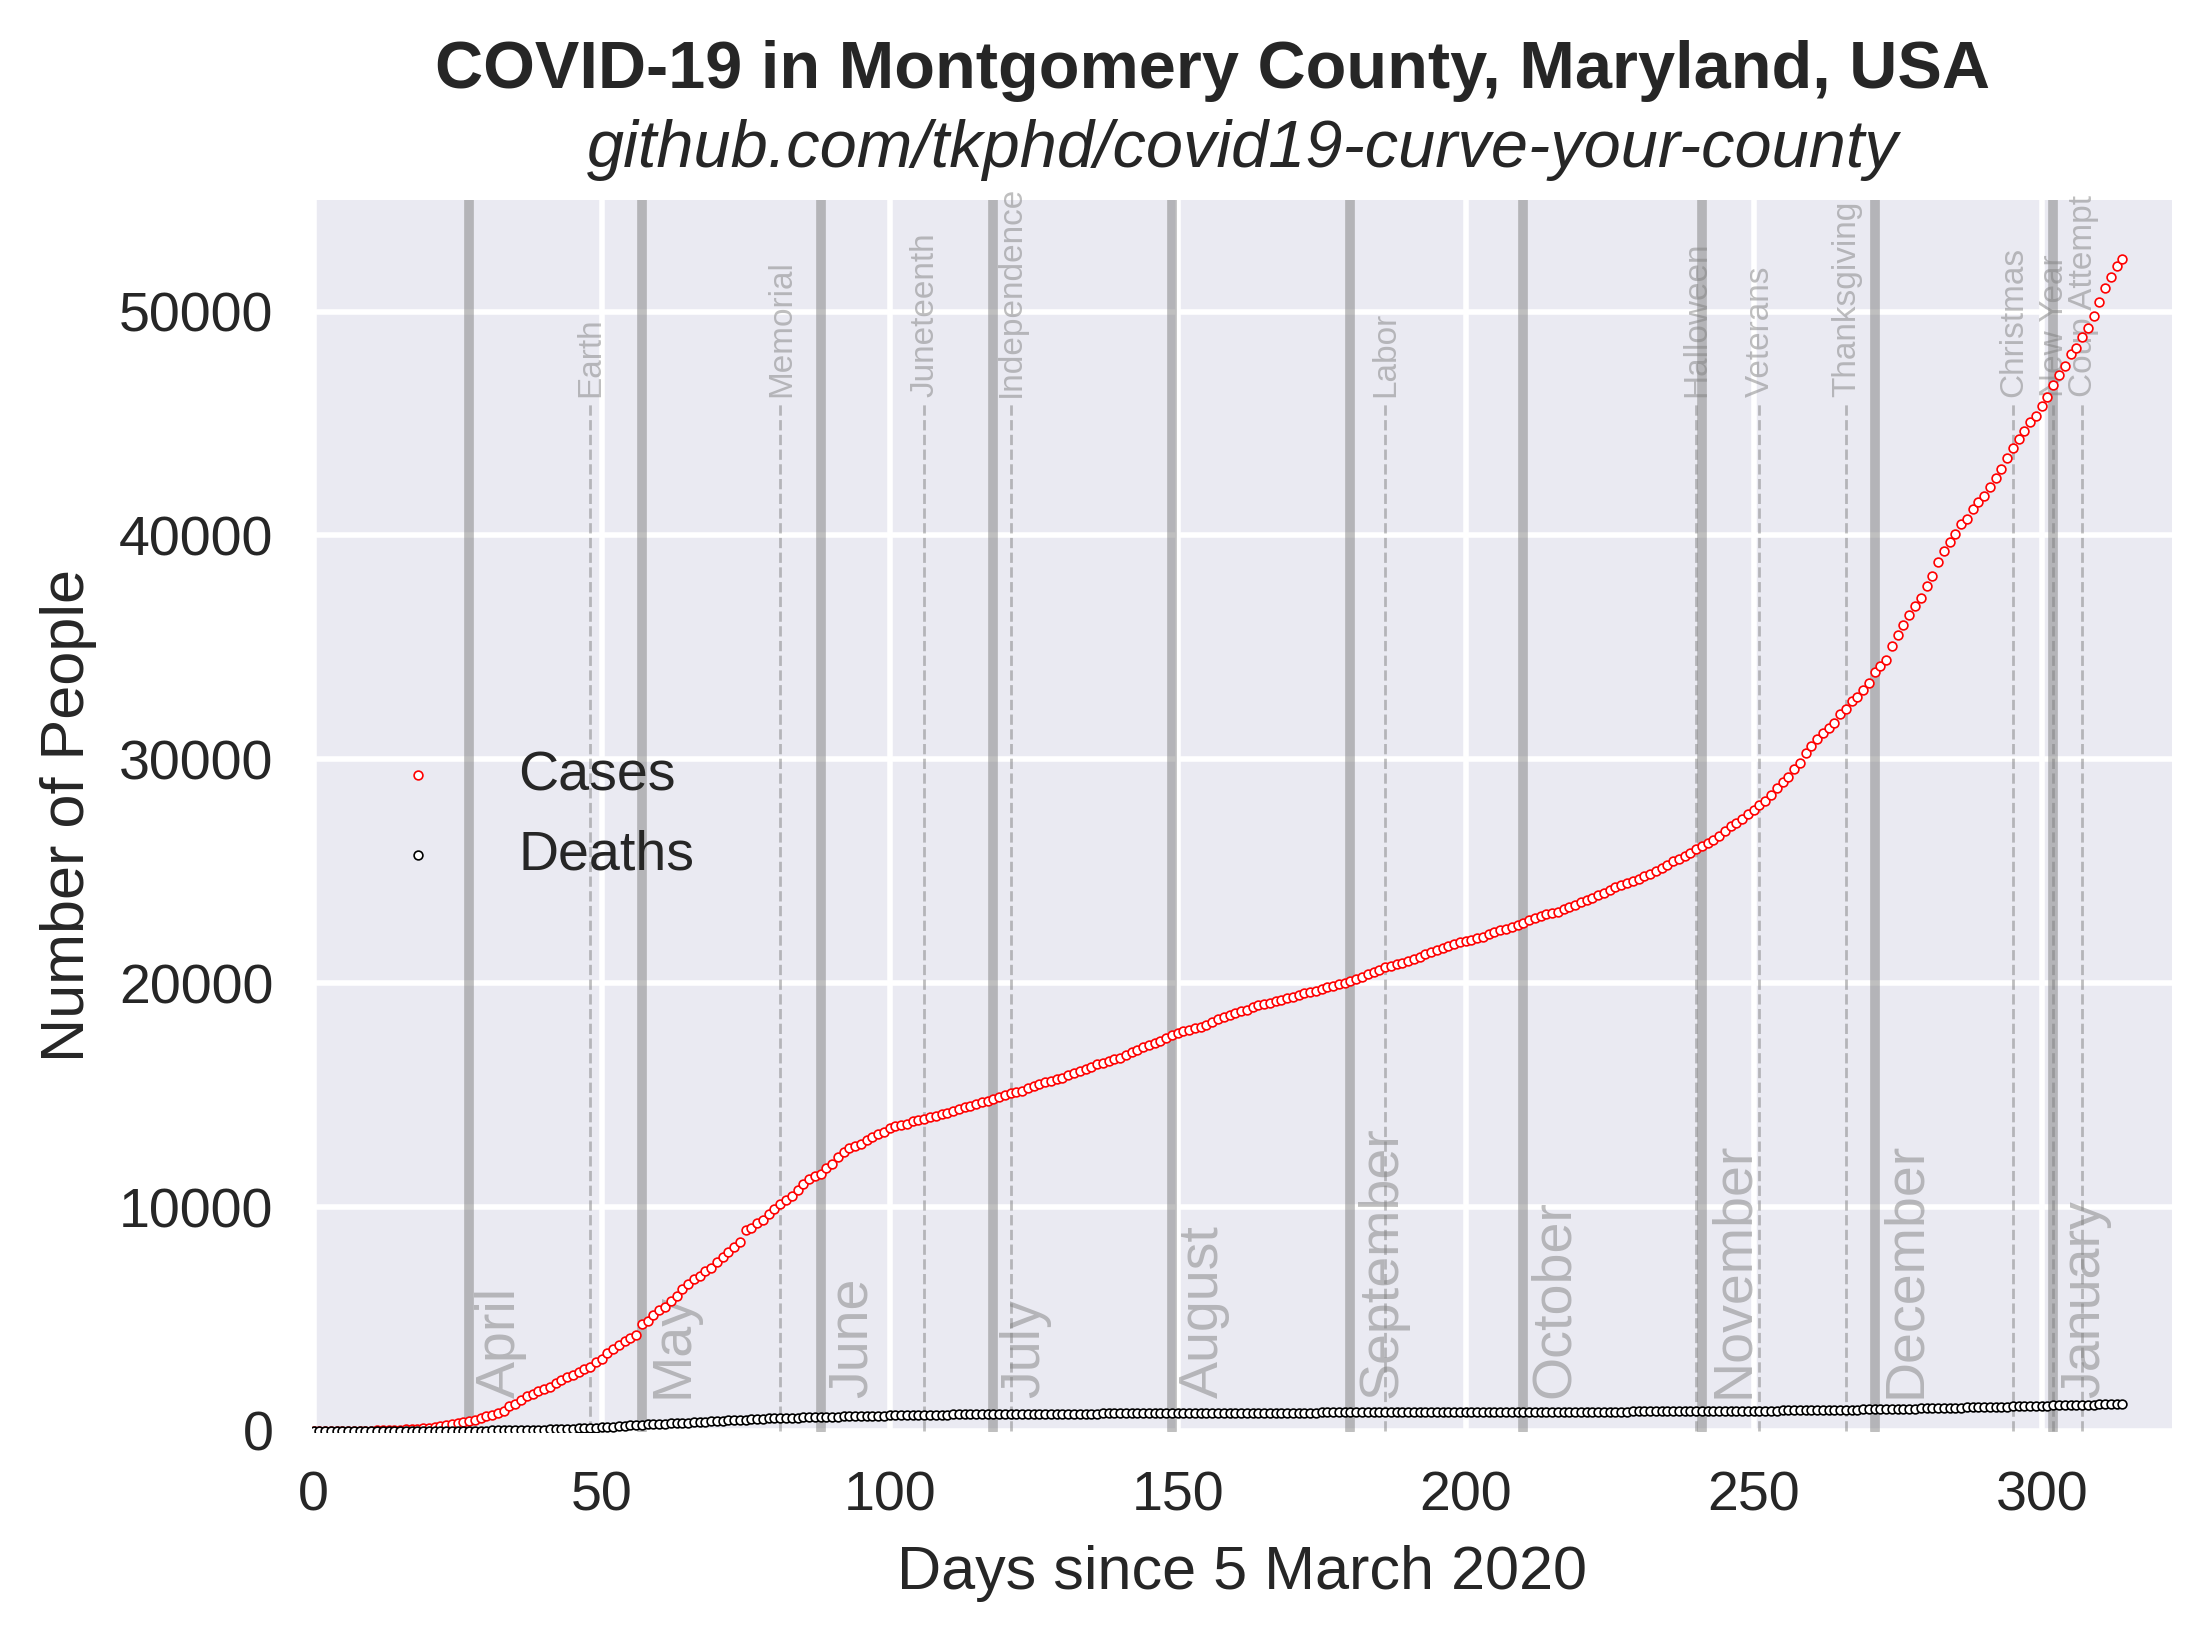 COVID-19 in Montgomery County, Maryland, USA
github.com/tkphd/covid19-curve-your-county
Number of People
50000
40000
30000
20000
10000
0
Earth
Memorial
Juneteenth
Independence
Labor
Halloween
Veterans
Thanksgiving
Christmas
New Year
Coup Attempt
Cases
Deaths
April
May
June
July
August
September
October
November
December
January
0
50
100
150
200
250
300
Days since 5 March 2020